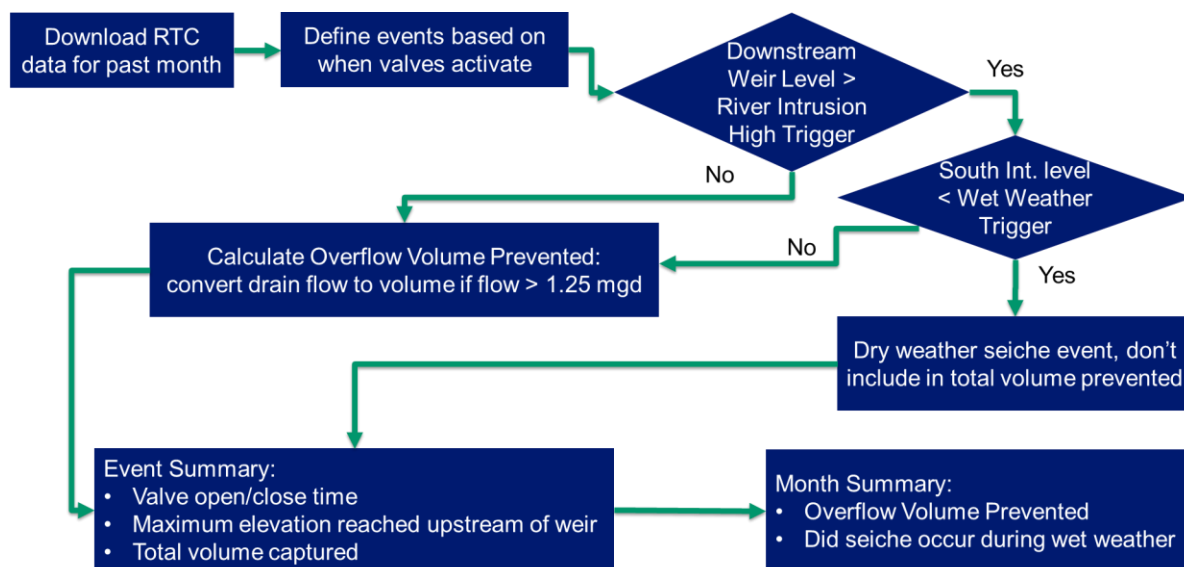 Download RTC
data for past month
Define events based on
when valves activate
Downstream
Weir Level >
River Intrusion
High Trigger
Yes
No
South Int. level
< Wet Weather
Trigger
No
Yes
Calculate Overflow Volume Prevented:
convert drain flow to volume if flow > 1.25 mgd
Dry weather seiche event, don’t
include in total volume prevented
Event Summary:
• Valve open/close time
• Maximum elevation reached upstream of weir
• Total volume captured
Month Summary:
• Overflow Volume Prevented
• Did seiche occur during wet weather